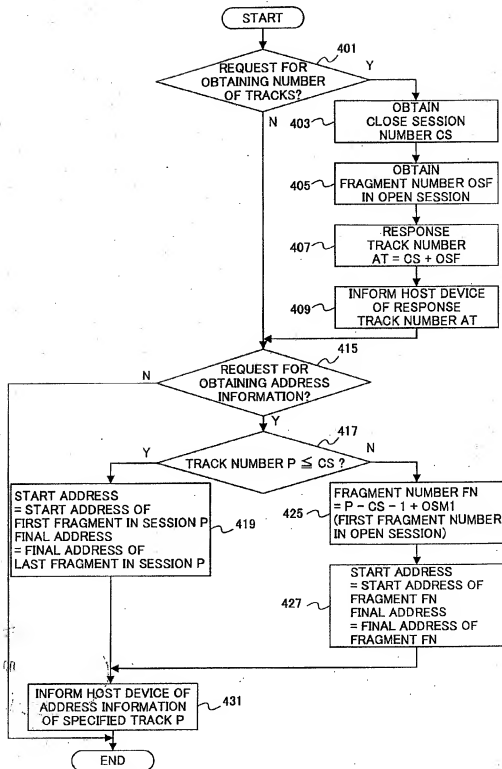 START
401
REQUEST FOR
OBTAINING NUMBER
OF TRACKS?
Y
N
OBTAIN
CLOSE SESSION
NUMBER CS
403
OBTAIN
FRAGMENT NUMBER OSF
IN OPEN SESSION
405
RESPONSE
TRACK NUMBER
AT = CS + OSF
407
INFORM HOST DEVICE
OF RESPONSE
TRACK NUMBER AT
409
415
REQUEST FOR
OBTAINING ADDRESS
INFORMATION?
N
Y
417
TRACK NUMBER P ≦ CS ?
Y
N
START ADDRESS
= START ADDRESS OF
FIRST FRAGMENT IN SESSION P
FINAL ADDRESS
= FINAL ADDRESS OF
LAST FRAGMENT IN SESSION P
419
FRAGMENT NUMBER FN
= P - CS - 1 + OSM1
(FIRST FRAGMENT NUMBER
IN OPEN SESSION)
425
START ADDRESS
= START ADDRESS OF
FRAGMENT FN
FINAL ADDRESS
= FINAL ADDRESS OF
FRAGMENT FN
427
INFORM HOST DEVICE OF
ADDRESS INFORMATION
OF SPECIFIED TRACK P
431
END